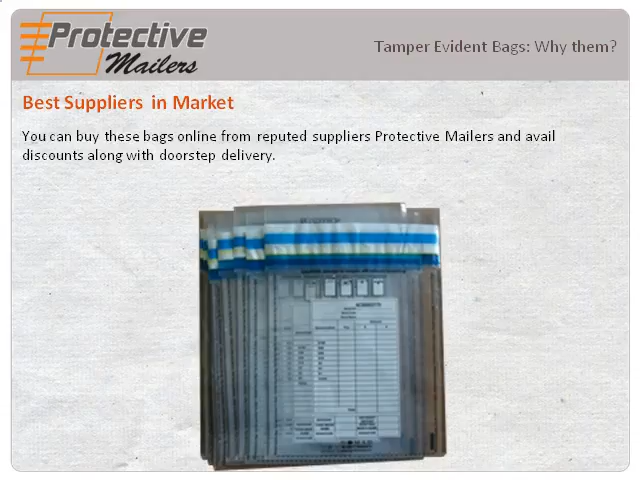 Protective
Mailers
Tamper Evident Bags: Why them?
Best Suppliers in Market
You can buy these bags online from reputed suppliers Protective Mailers and avail
discounts along with doorstep delivery.